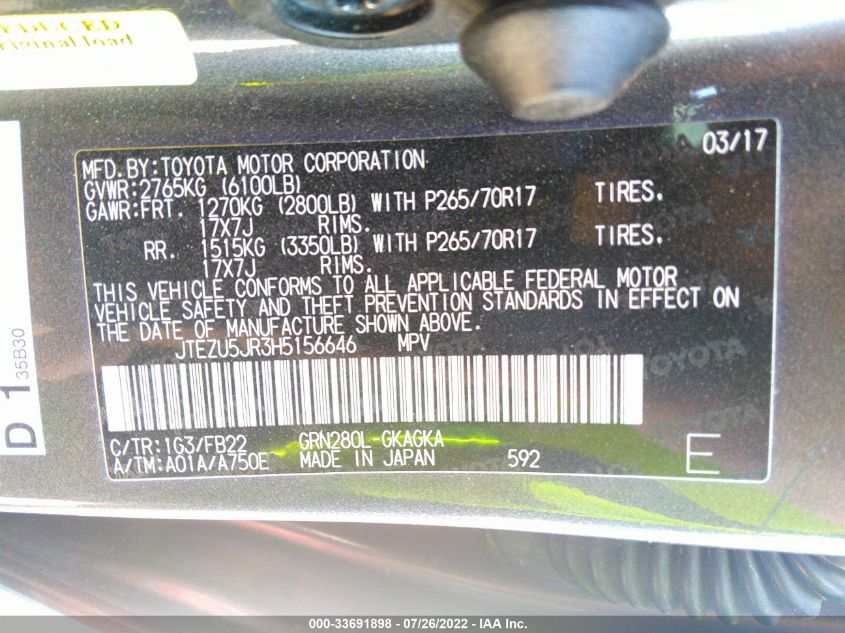 EDUCED
original load
D 1
35B30
03/17
MFD.BY:TOYOTA MOTOR CORPORATION
GVWR:2765KG (6100LB)
GAWR:FRT. 1270KG (2800LB) WITH P265/70R17 TIRES.
17X7J RIMS.
RR. 1515KG (3350LB) WITH P265/70R17 TIRES.
17X7J RIMS.
THIS VEHICLE CONFORMS TO ALL APPLICABLE FEDERAL MOTOR
VEHICLE SAFETY AND THEFT PREVENTION STANDARDS IN EFFECT ON
THE DATE OF MANUFACTURE SHOWN ABOVE.
JTEZU5JR3H5156646 MPV
C/TR:1G3/FB22 GRN280L-GKAGKA
A/TM:A01A/A750E MADE IN JAPAN 592
E
000-33691898 - 07/26/2022 - IAA Inc.